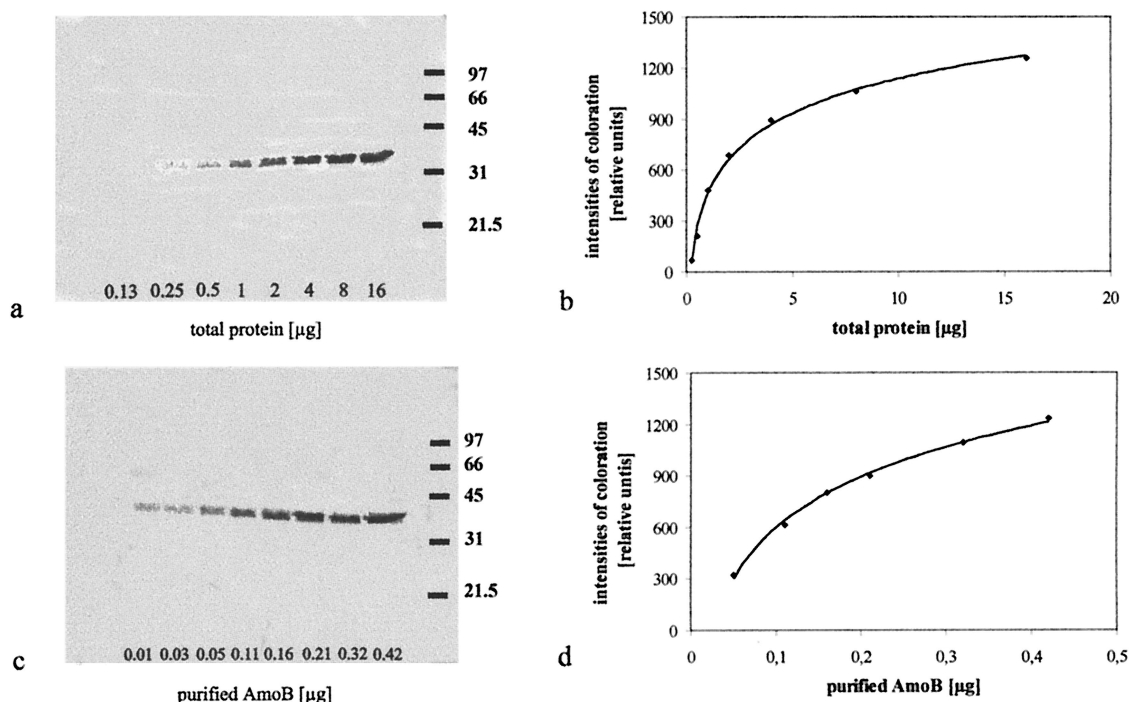 97
66
45
31
21.5
0.13 0.25 0.5 1 2 4 8 16
total protein [µg]
a
1500
1200
900
600
300
0
intensities of coloration
[relative units]
0 5 10 15 20
total protein [µg]
b
97
66
45
31
21.5
0.01 0.03 0.05 0.11 0.16 0.21 0.32 0.42
purified AmoB [µg]
c
1500
1200
900
600
300
0
intensities of coloration
[relative untis]
0 0,1 0,2 0,3 0,4 0,5
purified AmoB [µg]
d